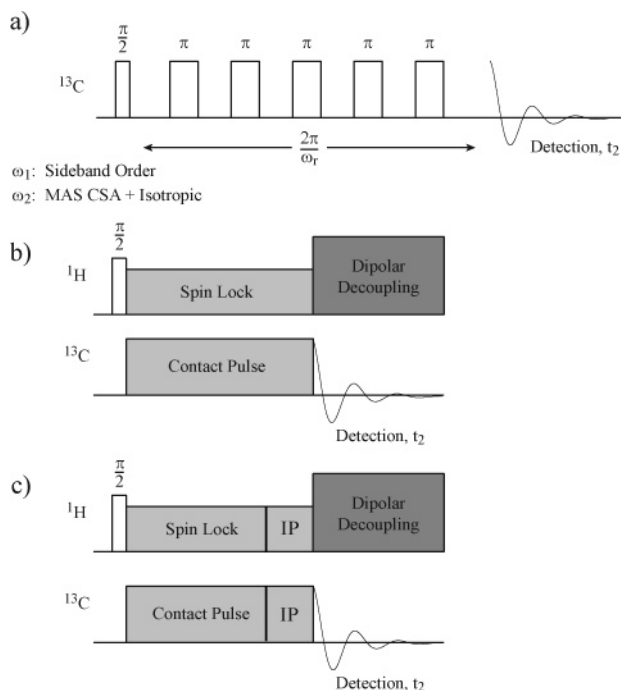 a)
π/2 π π π π π
¹³C
2π/ωr
Detection, t₂
ω₁: Sideband Order
ω₂: MAS CSA + Isotropic
b)
π/2
¹H
Spin Lock
Dipolar
Decoupling
¹³C
Contact Pulse
Detection, t₂
c)
π/2
¹H
Spin Lock
IP
Dipolar
Decoupling
¹³C
Contact Pulse
IP
Detection, t₂